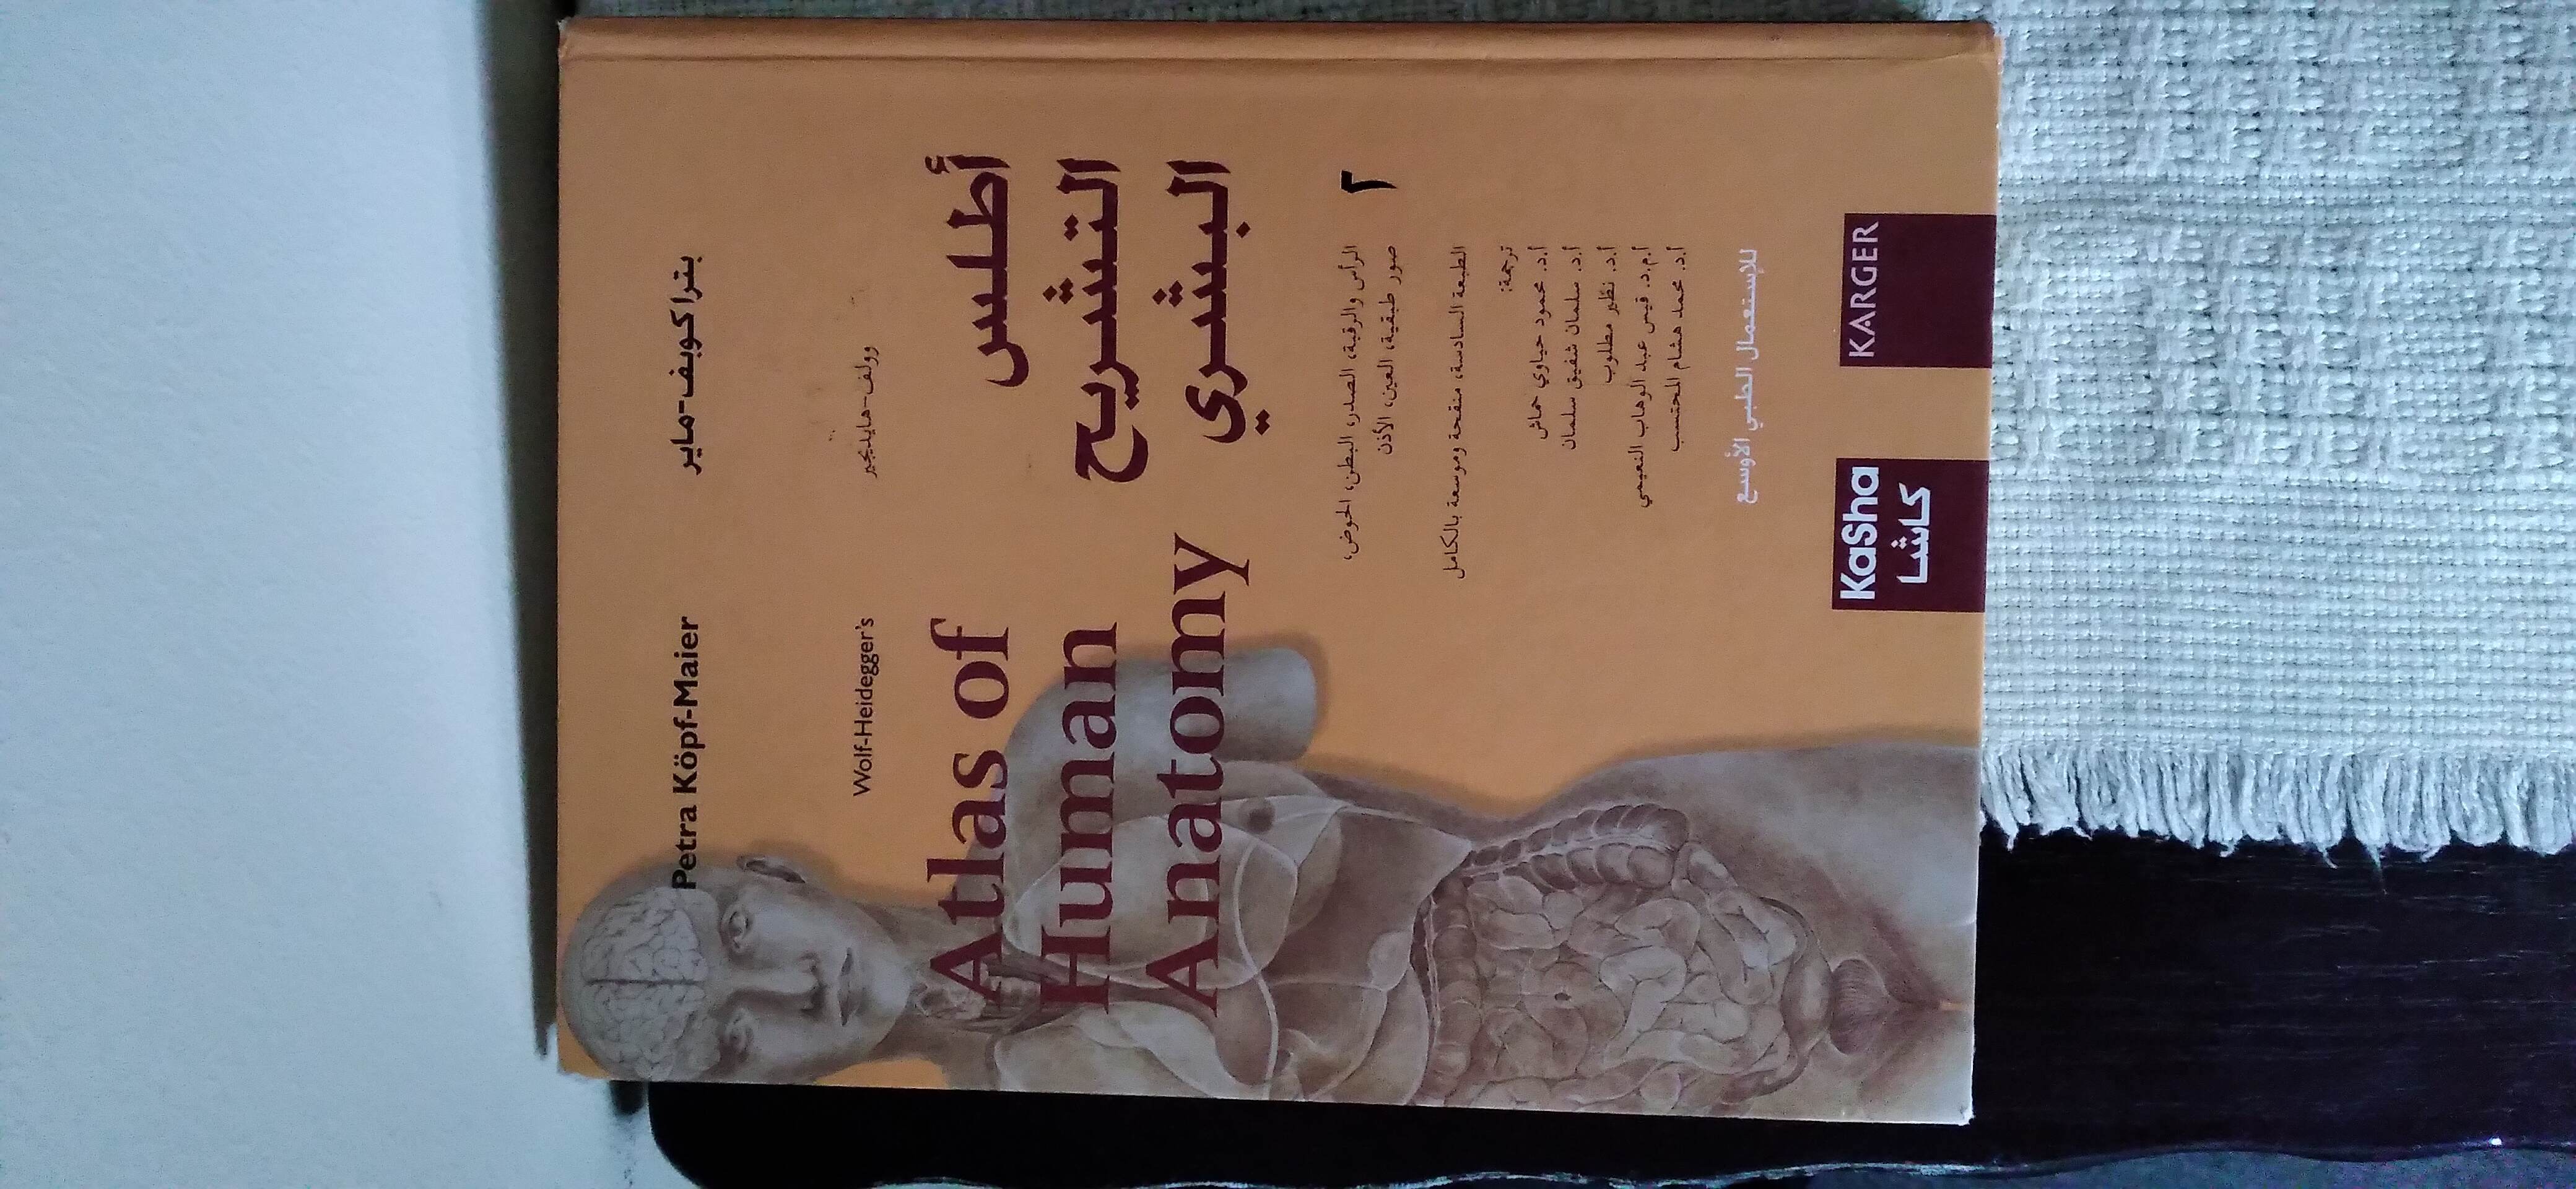 Petra Köpf-Maier
بترا كوبف-ماير
Wolf-Heidegger's
وولف-هايديجير
Atlas of
Human
Anatomy
أطلس
التشريح
البشري
٢
الرأس والرقبة، الصدر، البطن، الحوض،
صور طبقية، العين، الأذن
الطبعة السادسة، منقحة وموسعة بالكامل
ترجمة:
أ.د. محمود حياوي حماش
أ.د. سلمان شفيق سلمان
أ.د. نظير مطلوب
أ.م.د. قيس عبد الوهاب النعيمي
أ.د. محمد هشام المحتسب
للإستعمال الطبي الأوسع
KaSha
كاشا
KARGER